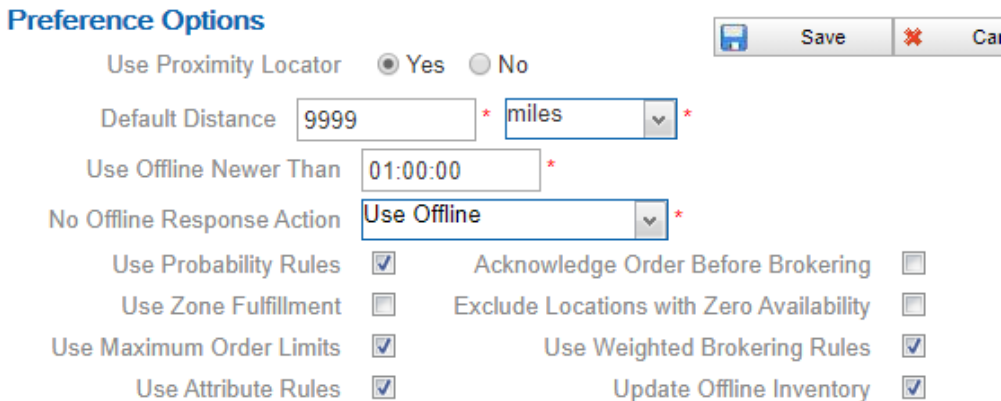 Preference Options
Save Can
Use Proximity Locator Yes No
Default Distance 9999 * miles *
Use Offline Newer Than 01:00:00 *
No Offline Response Action Use Offline *
Use Probability Rules Acknowledge Order Before Brokering
Use Zone Fulfillment Exclude Locations with Zero Availability
Use Maximum Order Limits Use Weighted Brokering Rules
Use Attribute Rules Update Offline Inventory